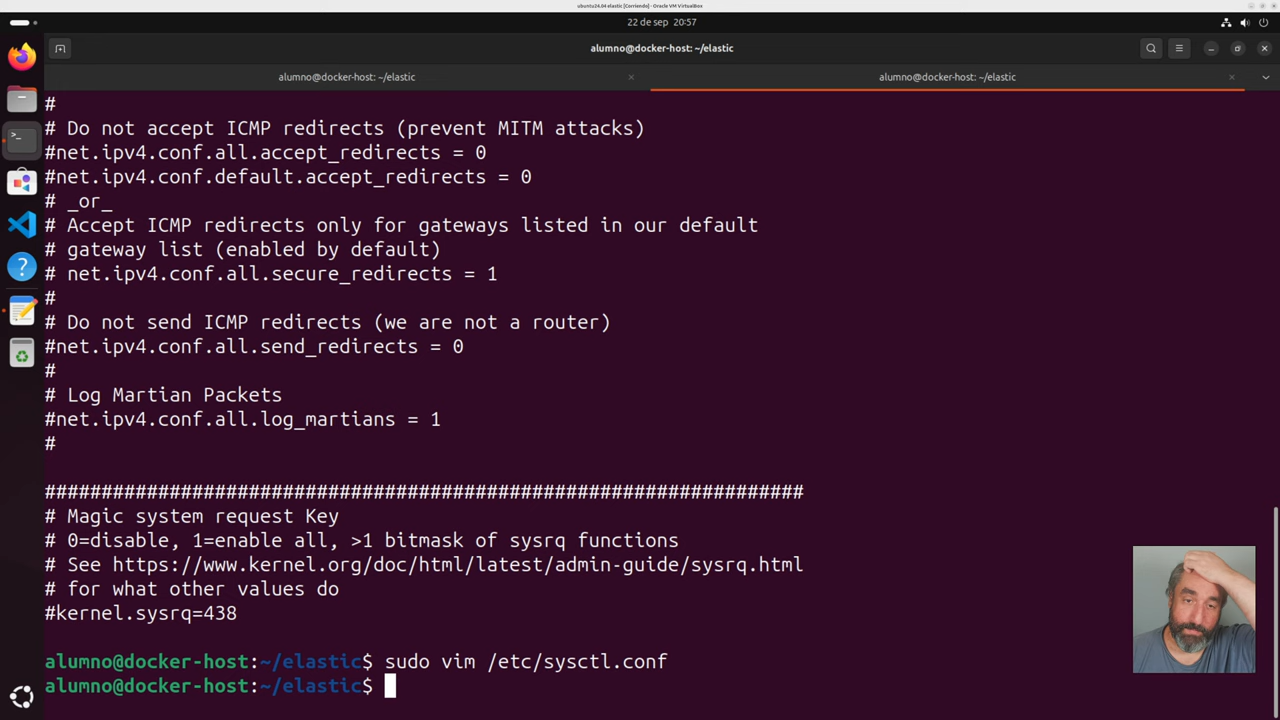 ubuntu24.04 elastic [Corriendo] - Oracle VM VirtualBox
22 de sep 20:57
alumno@docker-host: ~/elastic
alumno@docker-host: ~/elastic
alumno@docker-host: ~/elastic
#
# Do not accept ICMP redirects (prevent MITM attacks)
#net.ipv4.conf.all.accept_redirects = 0
#net.ipv4.conf.default.accept_redirects = 0
# _or_
# Accept ICMP redirects only for gateways listed in our default
# gateway list (enabled by default)
# net.ipv4.conf.all.secure_redirects = 1
#
# Do not send ICMP redirects (we are not a router)
#net.ipv4.conf.all.send_redirects = 0
#
# Log Martian Packets
#net.ipv4.conf.all.log_martians = 1
#
###################################################################
# Magic system request Key
# 0=disable, 1=enable all, >1 bitmask of sysrq functions
# See https://www.kernel.org/doc/html/latest/admin-guide/sysrq.html
# for what other values do
#kernel.sysrq=438
alumno@docker-host:~/elastic$ sudo vim /etc/sysctl.conf
alumno@docker-host:~/elastic$